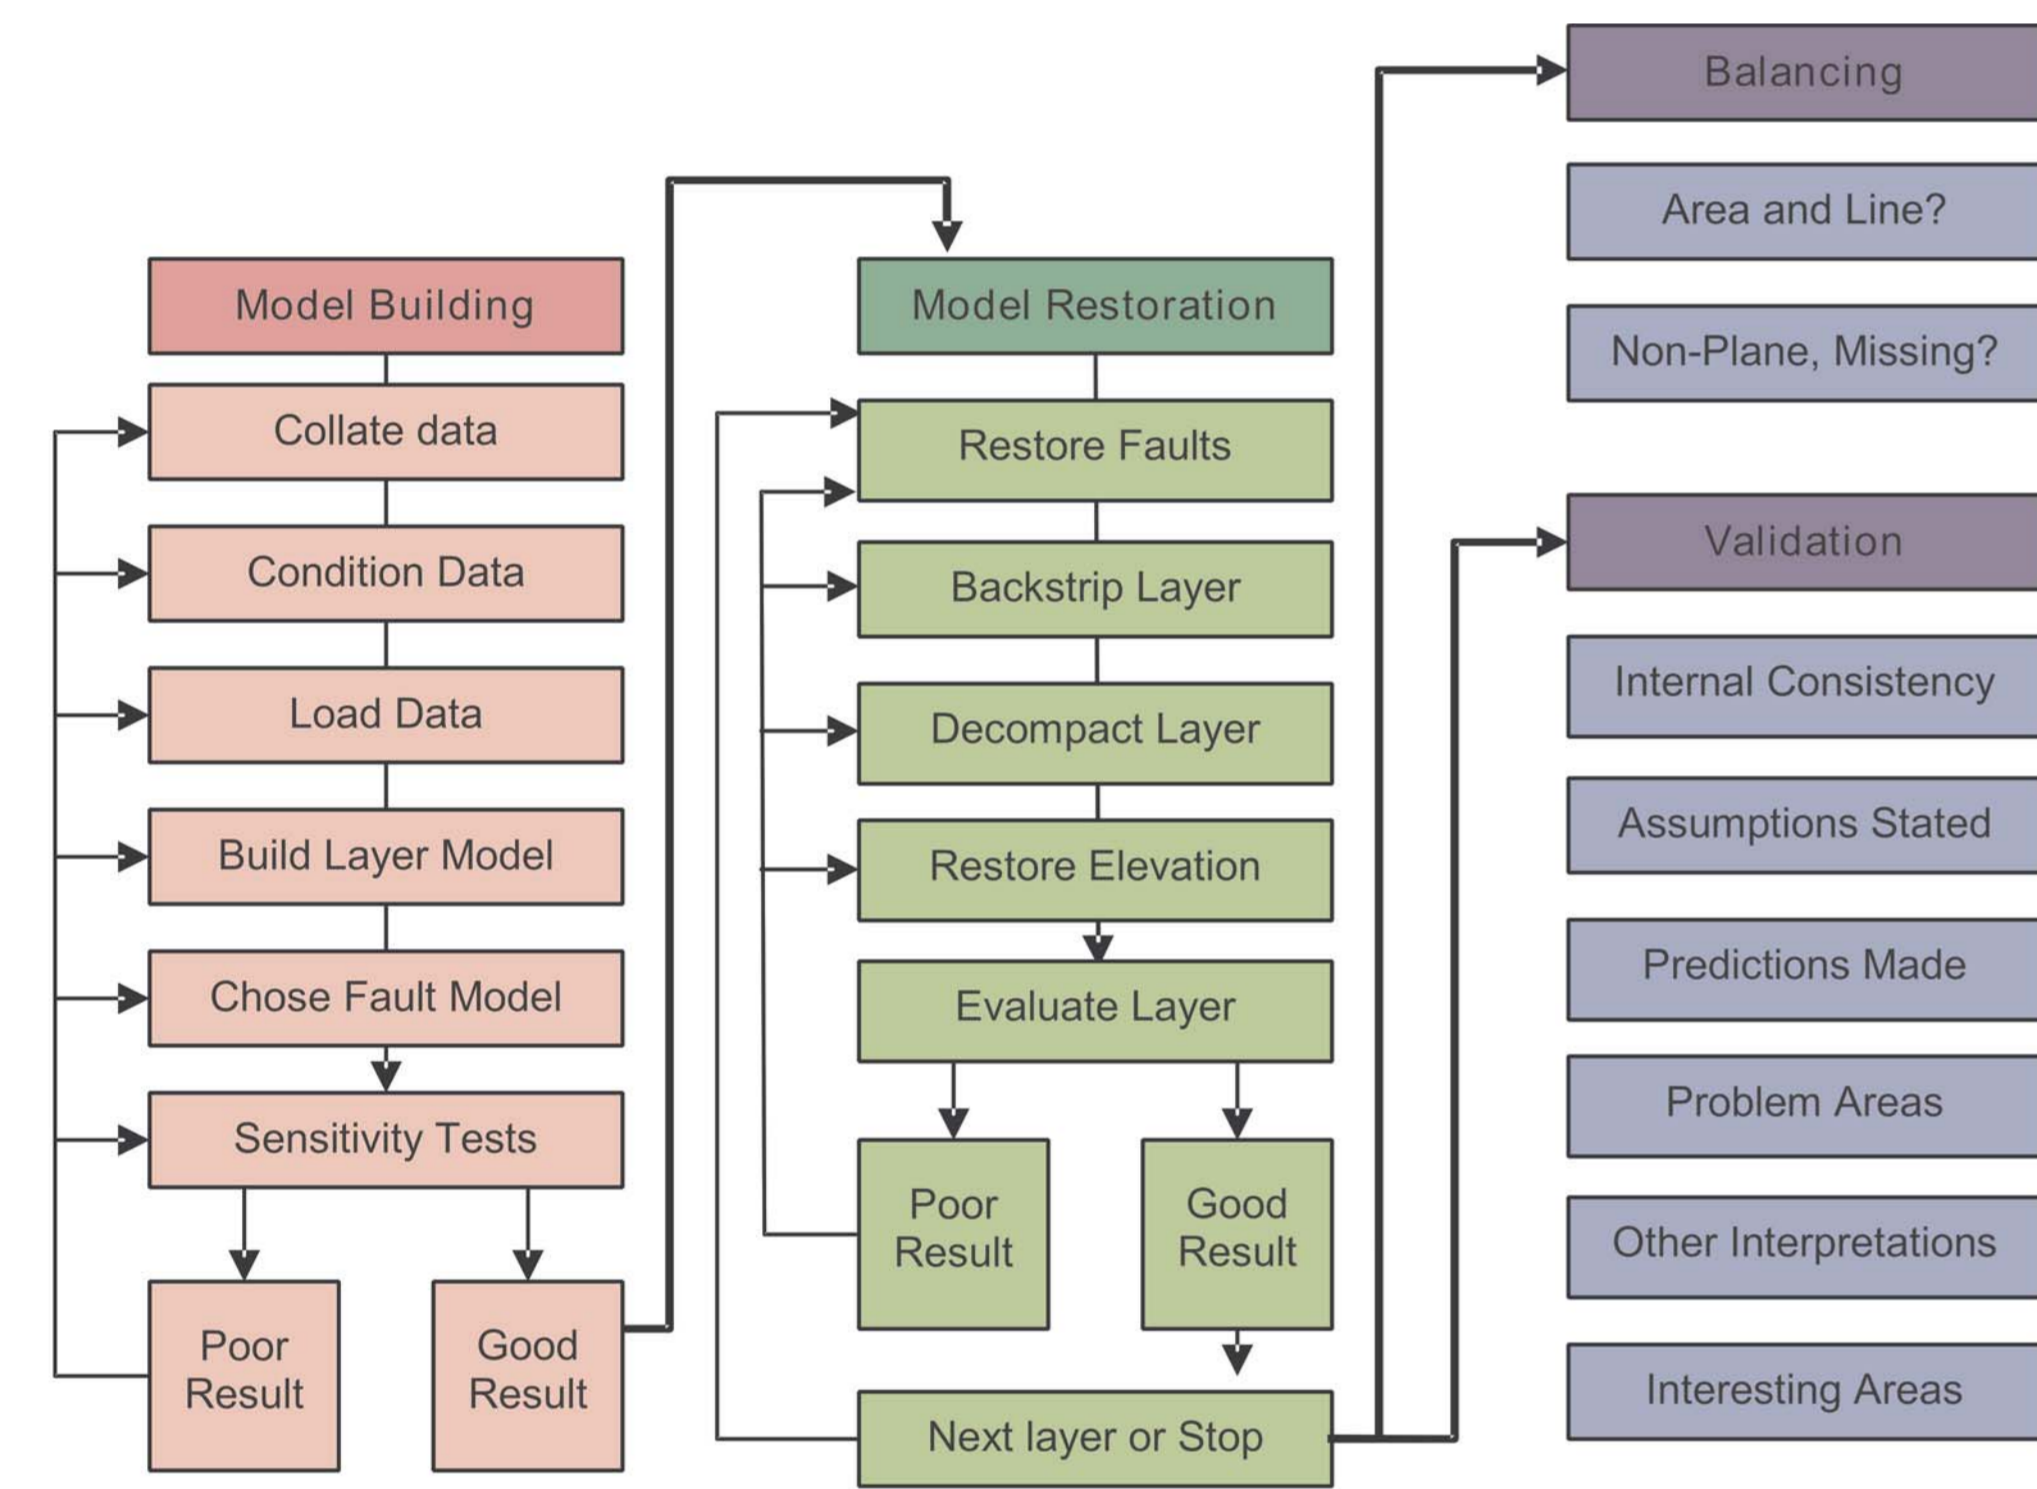 Model Building
Collate data
Condition Data
Load Data
Build Layer Model
Chose Fault Model
Sensitivity Tests
Poor
Result
Good
Result
Model Restoration
Restore Faults
Backstrip Layer
Decompact Layer
Restore Elevation
Evaluate Layer
Poor
Result
Good
Result
Next layer or Stop
Balancing
Area and Line?
Non-Plane, Missing?
Validation
Internal Consistency
Assumptions Stated
Predictions Made
Problem Areas
Other Interpretations
Interesting Areas